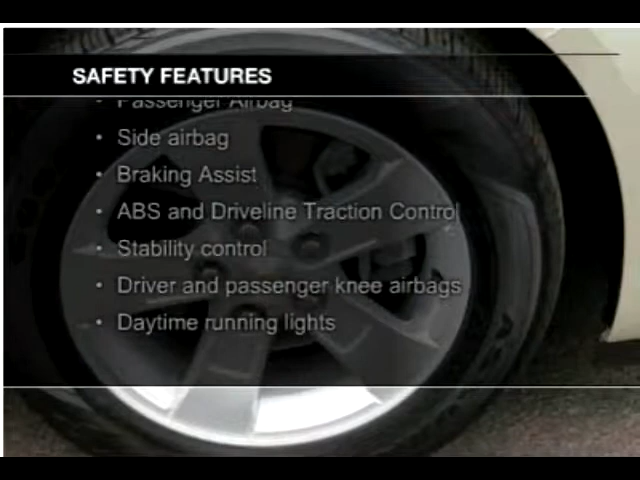 SAFETY FEATURES
• Passenger Airbag
• Side airbag
• Braking Assist
• ABS and Driveline Traction Control
• Stability control
• Driver and passenger knee airbags
• Daytime running lights